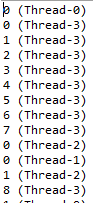 0 (Thread-0)
0 (Thread-3)
1 (Thread-3)
2 (Thread-3)
3 (Thread-3)
4 (Thread-3)
5 (Thread-3)
6 (Thread-3)
7 (Thread-3)
0 (Thread-2)
0 (Thread-1)
1 (Thread-2)
8 (Thread-3)